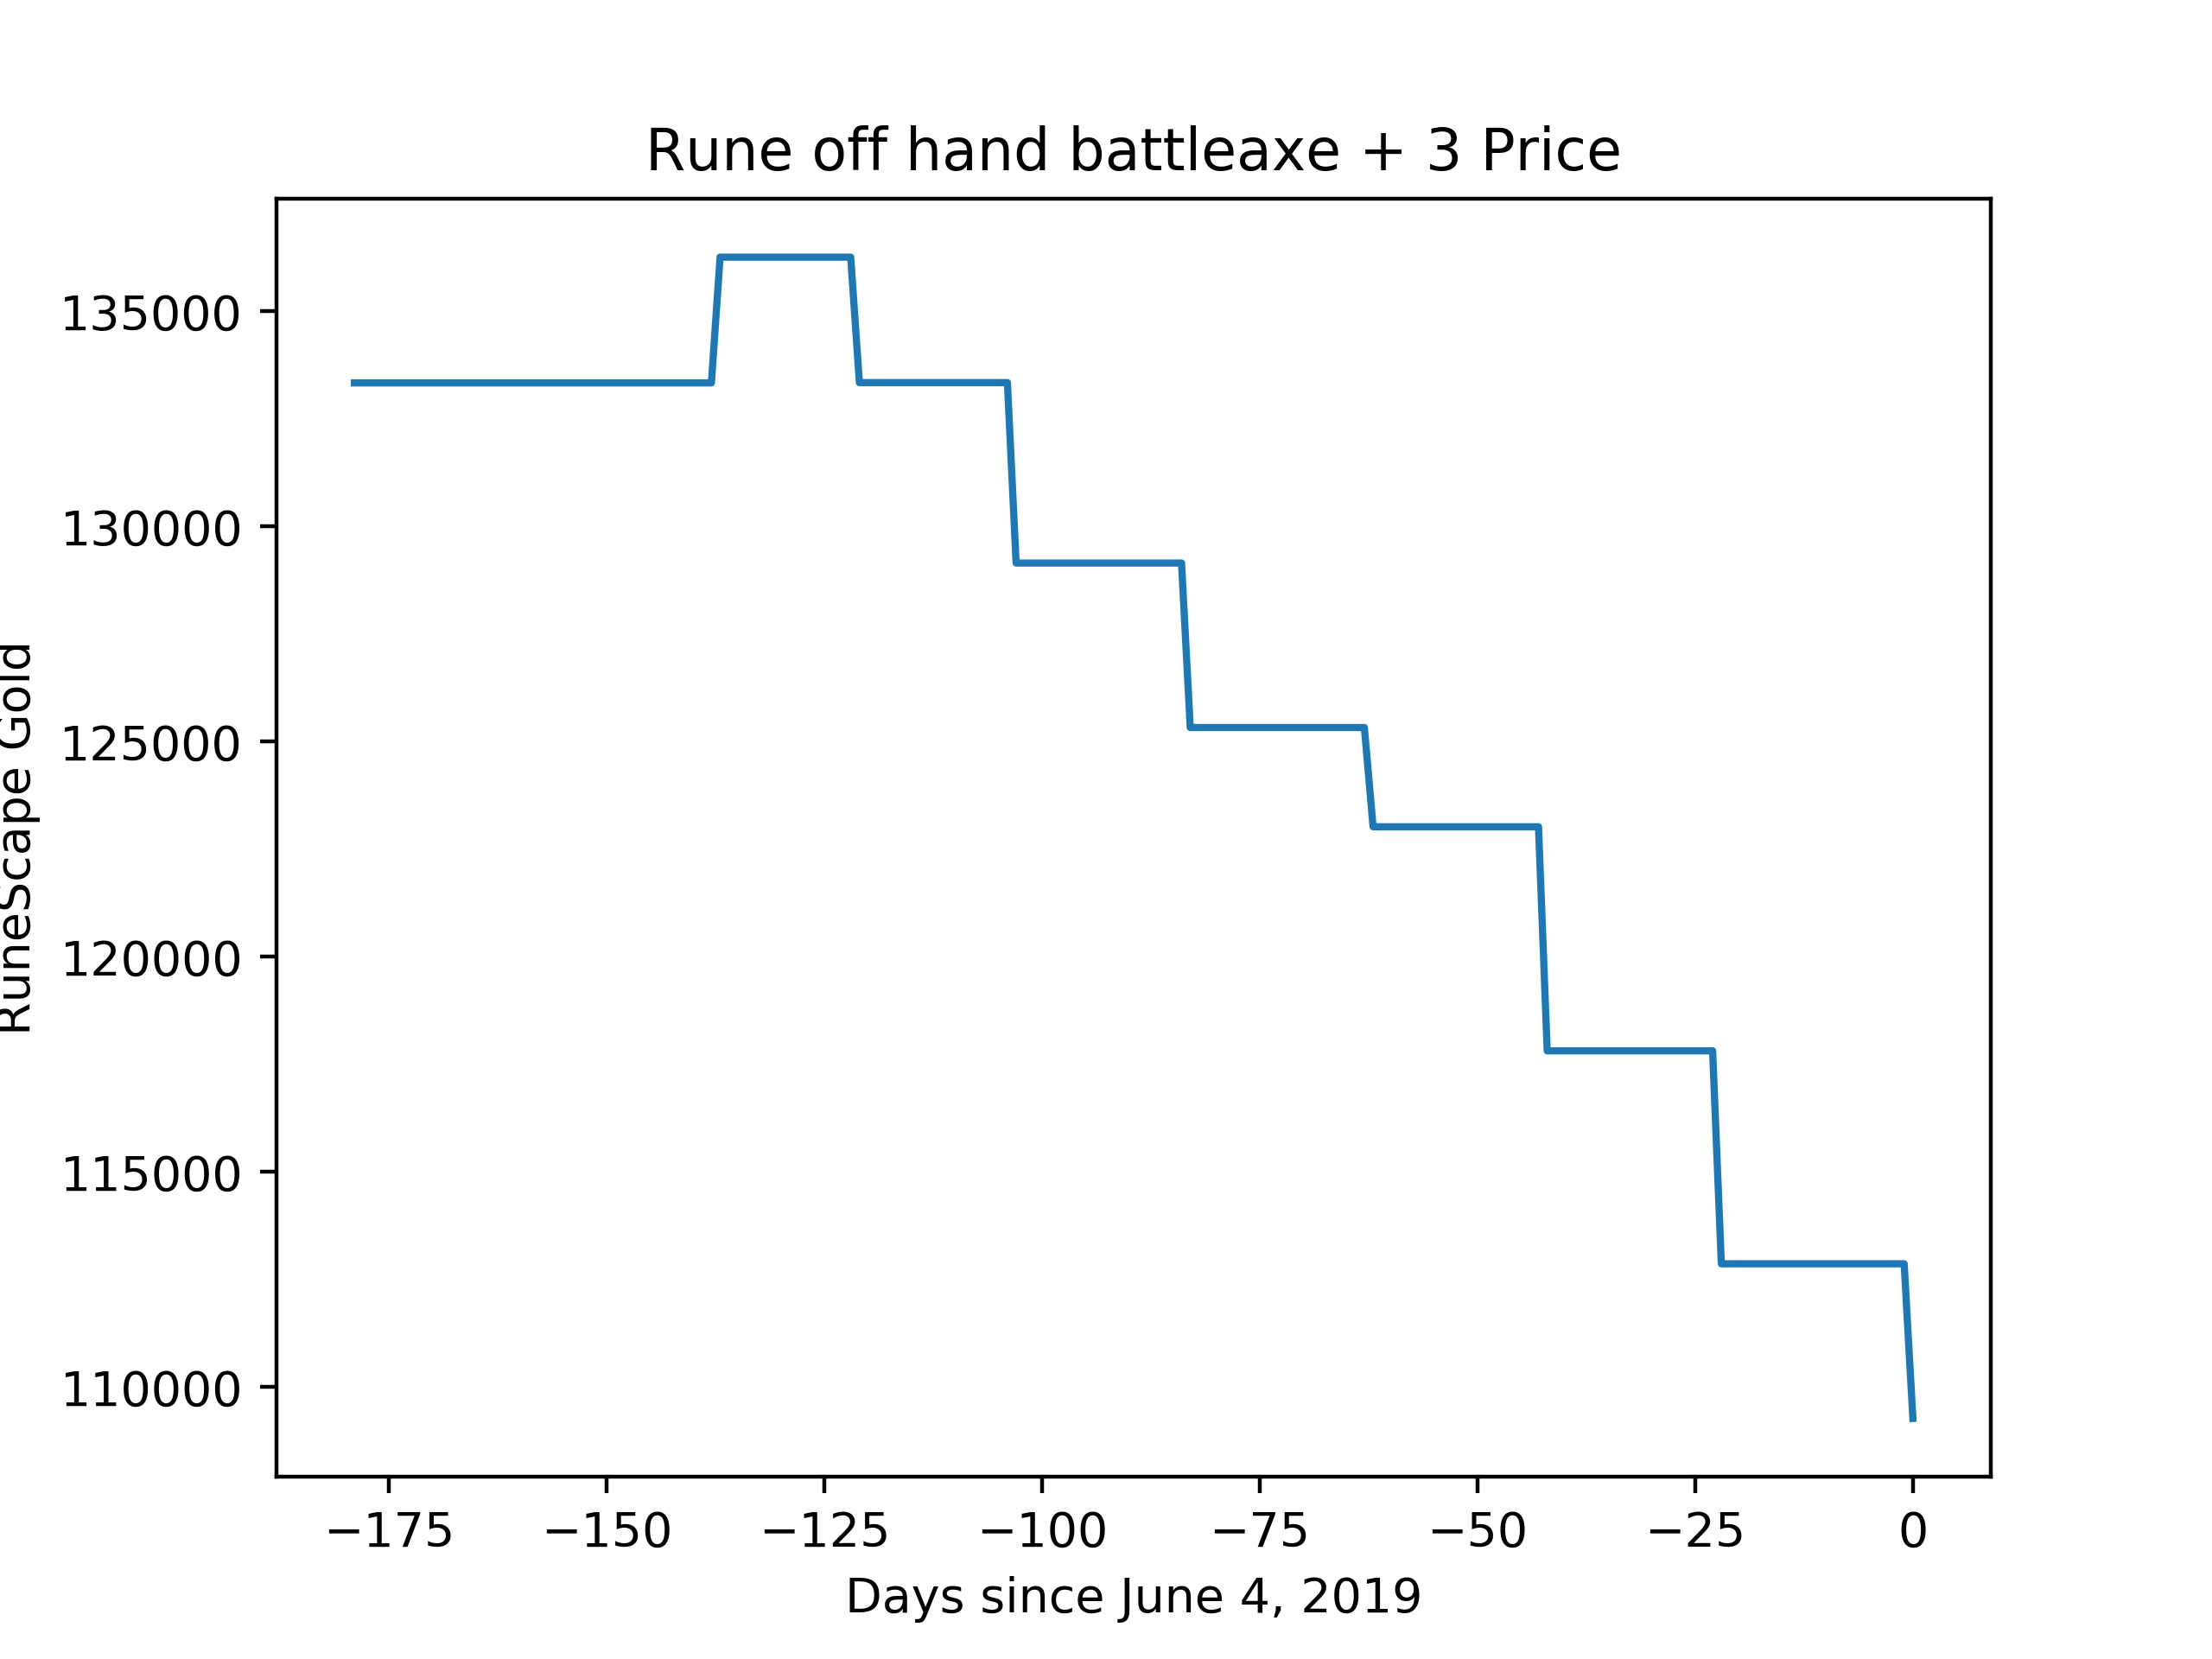 Rune off hand battleaxe + 3 Price
135000
130000
125000
120000
115000
110000
RuneScape Gold
−175 −150 −125 −100 −75 −50 −25 0
Days since June 4, 2019